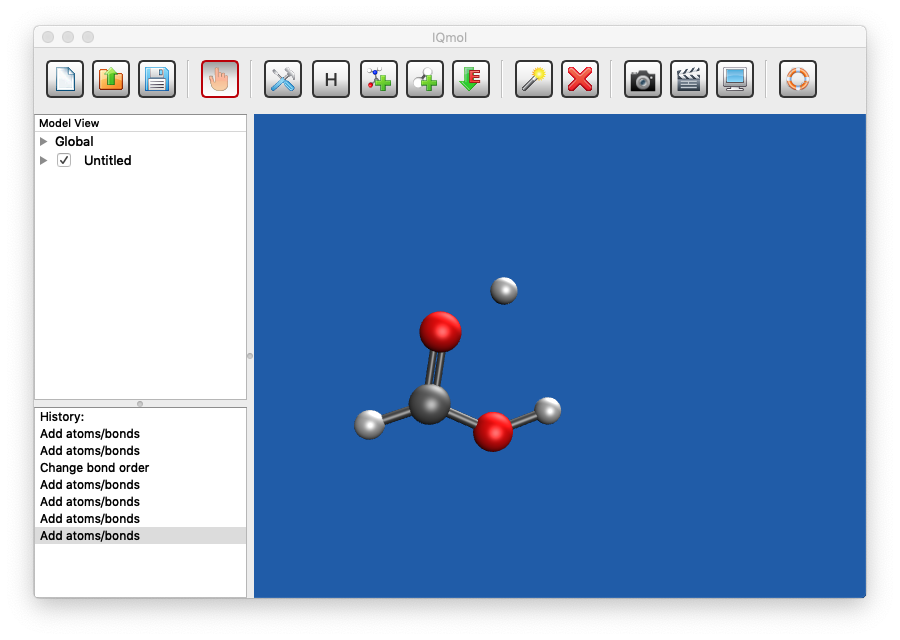 IQmol
H
E
Model View
Global
Untitled
History:
Add atoms/bonds
Add atoms/bonds
Change bond order
Add atoms/bonds
Add atoms/bonds
Add atoms/bonds
Add atoms/bonds